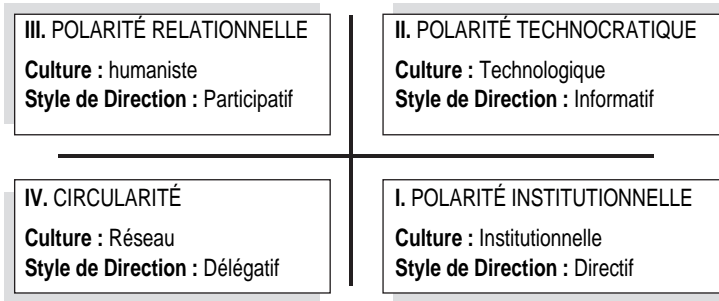 III. POLARITÉ RELATIONNELLE
Culture : humaniste
Style de Direction : Participatif
II. POLARITÉ TECHNOCRATIQUE
Culture : Technologique
Style de Direction : Informatif
IV. CIRCULARITÉ
Culture : Réseau
Style de Direction : Délégatif
I. POLARITÉ INSTITUTIONNELLE
Culture : Institutionnelle
Style de Direction : Directif